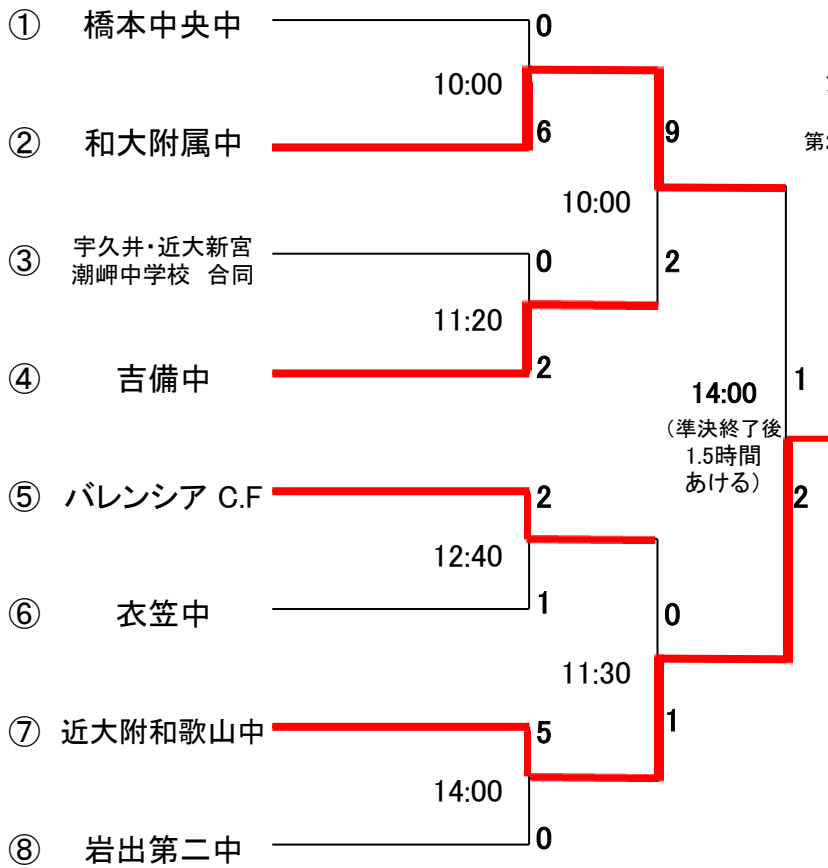 ① 橋本中央中
0
10:00
② 和大附属中
6
9
第
10:00
③ 宇久井・近大新宮
潮岬中学校 合同
0
2
11:20
④ 吉備中
2
14:00
1
(準決終了後
1.5時間
あける)
⑤ バレンシア C.F
2
2
12:40
⑥ 衣笠中
1
0
11:30
⑦ 近大附和歌山中
5
1
14:00
⑧ 岩出第二中
0